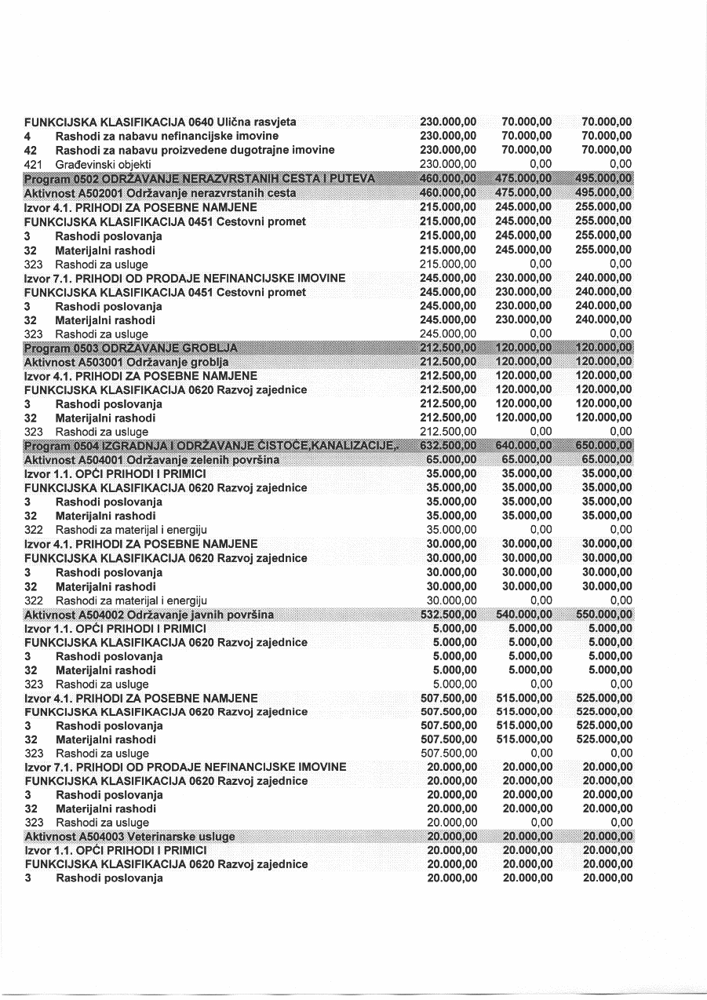 FUNKCIJSKA KLASIFIKACIJA 0640 Ulična rasvjeta 230.000,00 70.000,00 70.000,00
4 Rashodi za nabavu nefinancijske imovine 230.000,00 70.000,00 70.000,00
42 Rashodi za nabavu proizvedene dugotrajne imovine 230.000,00 70.000,00 70.000,00
421 Građevinski objekti 230.000,00 0,00 0,00
Program 0502 ODRŽAVANJE NERAZVRSTANIH CESTA I PUTEVA 460.000,00 475.000,00 495.000,00
Aktivnost A502001 Održavanje nerazvrstanih cesta 460.000,00 475.000,00 495.000,00
Izvor 4.1. PRIHODI ZA POSEBNE NAMJENE 215.000,00 245.000,00 255.000,00
FUNKCIJSKA KLASIFIKACIJA 0451 Cestovni promet 215.000,00 245.000,00 255.000,00
3 Rashodi poslovanja 215.000,00 245.000,00 255.000,00
32 Materijalni rashodi 215.000,00 245.000,00 255.000,00
323 Rashodi za usluge 215.000,00 0,00 0,00
Izvor 7.1. PRIHODI OD PRODAJE NEFINANCIJSKE IMOVINE 245.000,00 230.000,00 240.000,00
FUNKCIJSKA KLASIFIKACIJA 0451 Cestovni promet 245.000,00 230.000,00 240.000,00
3 Rashodi poslovanja 245.000,00 230.000,00 240.000,00
32 Materijalni rashodi 245.000,00 230.000,00 240.000,00
323 Rashodi za usluge 245.000,00 0,00 0,00
Program 0503 ODRŽAVANJE GROBLJA 212.500,00 120.000,00 120.000,00
Aktivnost A503001 Održavanje groblja 212.500,00 120.000,00 120.000,00
Izvor 4.1. PRIHODI ZA POSEBNE NAMJENE 212.500,00 120.000,00 120.000,00
FUNKCIJSKA KLASIFIKACIJA 0620 Razvoj zajednice 212.500,00 120.000,00 120.000,00
3 Rashodi poslovanja 212.500,00 120.000,00 120.000,00
32 Materijalni rashodi 212.500,00 120.000,00 120.000,00
323 Rashodi za usluge 212.500,00 0,00 0,00
Program 0504 IZGRADNJA I ODRŽAVANJE ČISTOĆE,KANALIZACIJE,. 632.500,00 640.000,00 650.000,00
Aktivnost A504001 Održavanje zelenih površina 65.000,00 65.000,00 65.000,00
Izvor 1.1. OPĆI PRIHODI I PRIMICI 35.000,00 35.000,00 35.000,00
FUNKCIJSKA KLASIFIKACIJA 0620 Razvoj zajednice 35.000,00 35.000,00 35.000,00
3 Rashodi poslovanja 35.000,00 35.000,00 35.000,00
32 Materijalni rashodi 35.000,00 35.000,00 35.000,00
322 Rashodi za materijal i energiju 35.000,00 0,00 0,00
Izvor 4.1. PRIHODI ZA POSEBNE NAMJENE 30.000,00 30.000,00 30.000,00
FUNKCIJSKA KLASIFIKACIJA 0620 Razvoj zajednice 30.000,00 30.000,00 30.000,00
3 Rashodi poslovanja 30.000,00 30.000,00 30.000,00
32 Materijalni rashodi 30.000,00 30.000,00 30.000,00
322 Rashodi za materijal i energiju 30.000,00 0,00 0,00
Aktivnost A504002 Održavanje javnih površina 532.500,00 540.000,00 550.000,00
Izvor 1.1. OPĆI PRIHODI I PRIMICI 5.000,00 5.000,00 5.000,00
FUNKCIJSKA KLASIFIKACIJA 0620 Razvoj zajednice 5.000,00 5.000,00 5.000,00
3 Rashodi poslovanja 5.000,00 5.000,00 5.000,00
32 Materijalni rashodi 5.000,00 5.000,00 5.000,00
323 Rashodi za usluge 5.000,00 0,00 0,00
Izvor 4.1. PRIHODI ZA POSEBNE NAMJENE 507.500,00 515.000,00 525.000,00
FUNKCIJSKA KLASIFIKACIJA 0620 Razvoj zajednice 507.500,00 515.000,00 525.000,00
3 Rashodi poslovanja 507.500,00 515.000,00 525.000,00
32 Materijalni rashodi 507.500,00 515.000,00 525.000,00
323 Rashodi za usluge 507.500,00 0,00 0,00
Izvor 7.1. PRIHODI OD PRODAJE NEFINANCIJSKE IMOVINE 20.000,00 20.000,00 20.000,00
FUNKCIJSKA KLASIFIKACIJA 0620 Razvoj zajednice 20.000,00 20.000,00 20.000,00
3 Rashodi poslovanja 20.000,00 20.000,00 20.000,00
32 Materijalni rashodi 20.000,00 20.000,00 20.000,00
323 Rashodi za usluge 20.000,00 0,00 0,00
Aktivnost A504003 Veterinarske usluge 20.000,00 20.000,00 20.000,00
Izvor 1.1. OPĆI PRIHODI I PRIMICI 20.000,00 20.000,00 20.000,00
FUNKCIJSKA KLASIFIKACIJA 0620 Razvoj zajednice 20.000,00 20.000,00 20.000,00
3 Rashodi poslovanja 20.000,00 20.000,00 20.000,00